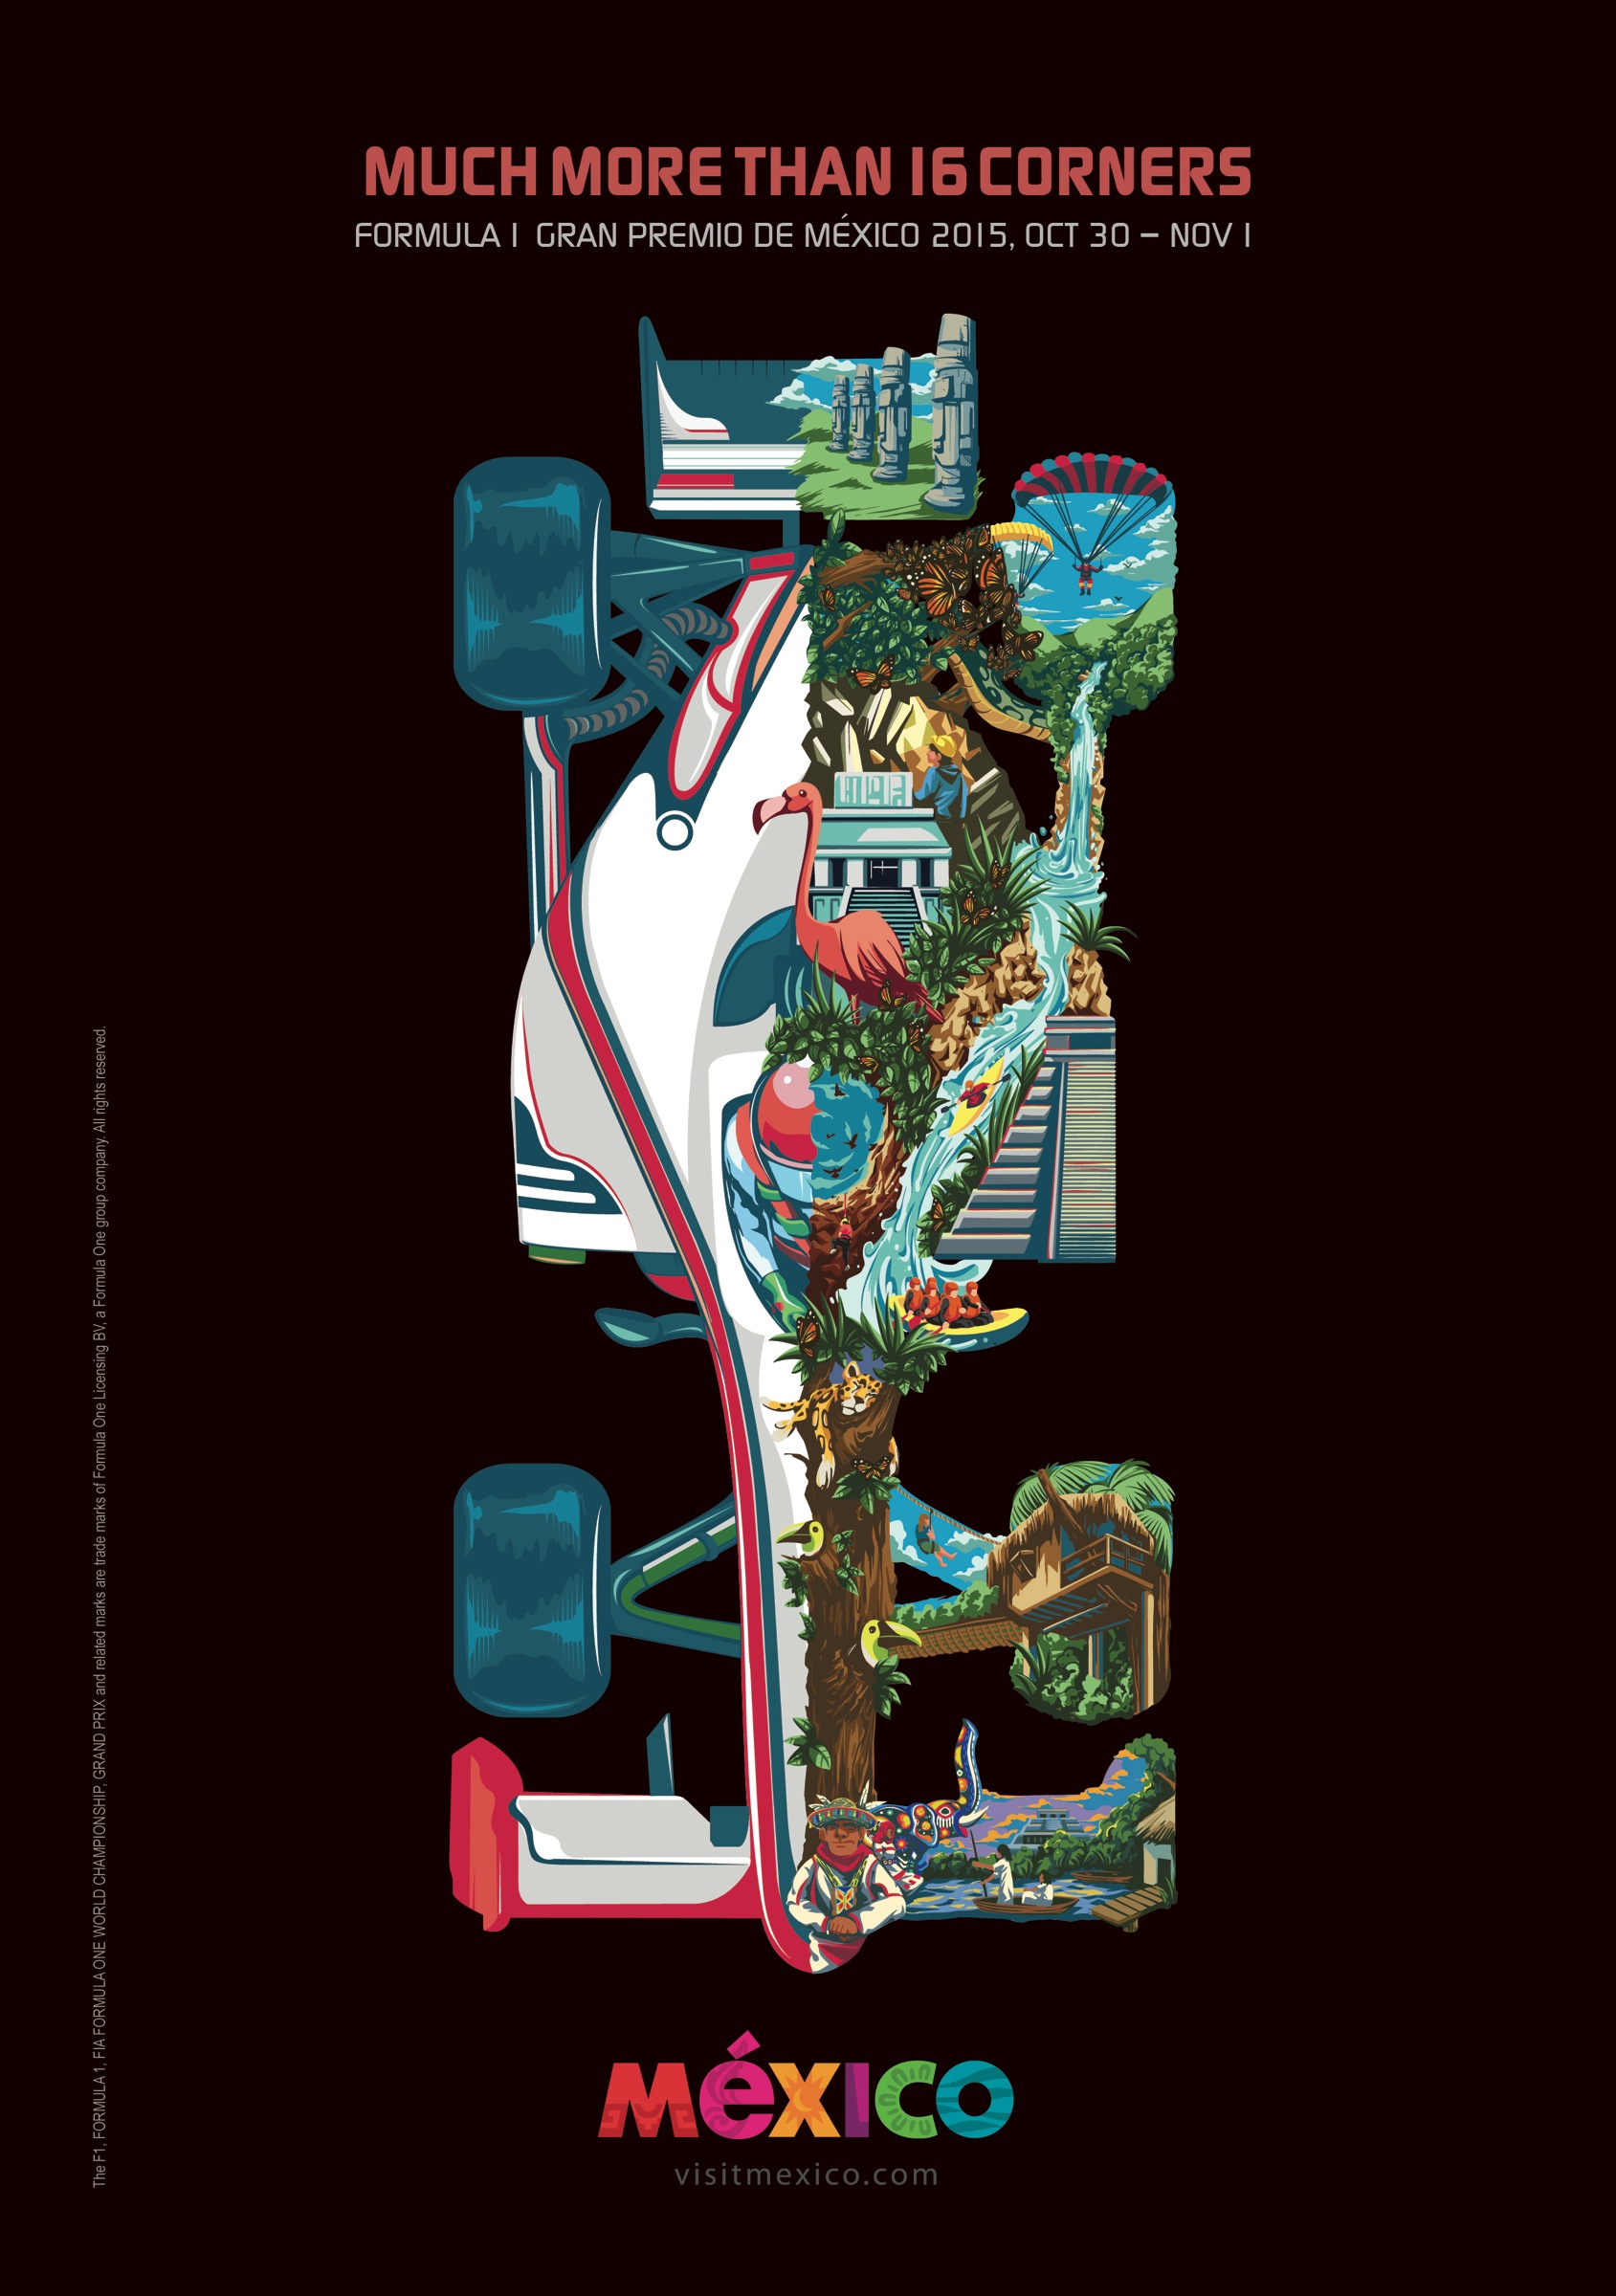 MUCH MORE THAN 16 CORNERS
FORMULA 1 GRAN PREMIO DE MÉXICO 2015, OCT 30 – NOV 1
The F1, FORMULA 1, FIA FORMULA ONE WORLD CHAMPIONSHIP, GRAND PRIX and related marks are trade marks of Formula One Licensing BV, a Formula One group company. All rights reserved.
MéXICO
visitmexico.com